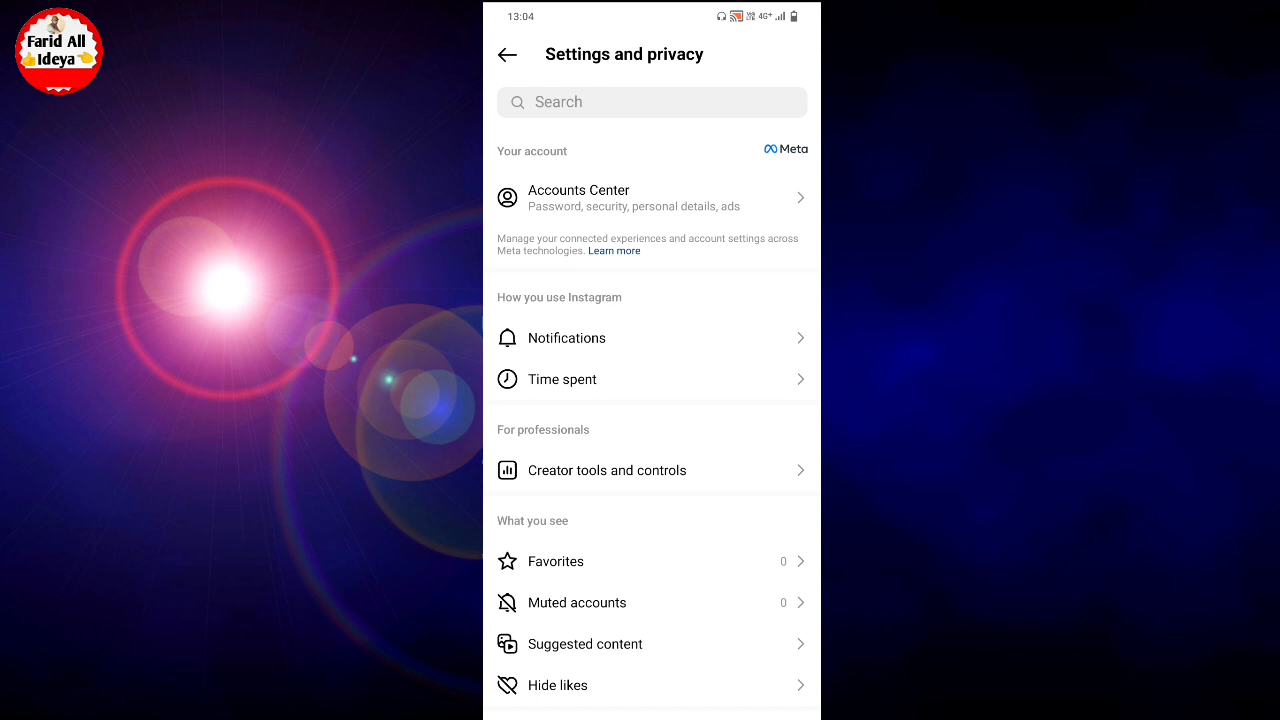 Farid All
Ideya
13:04
4G+
Settings and privacy
Search
Your account
Meta
Accounts Center
Password, security, personal details, ads
Manage your connected experiences and account settings across
Meta technologies. Learn more
How you use Instagram
Notifications
Time spent
For professionals
Creator tools and controls
What you see
Favorites 0
Muted accounts 0
Suggested content
Hide likes